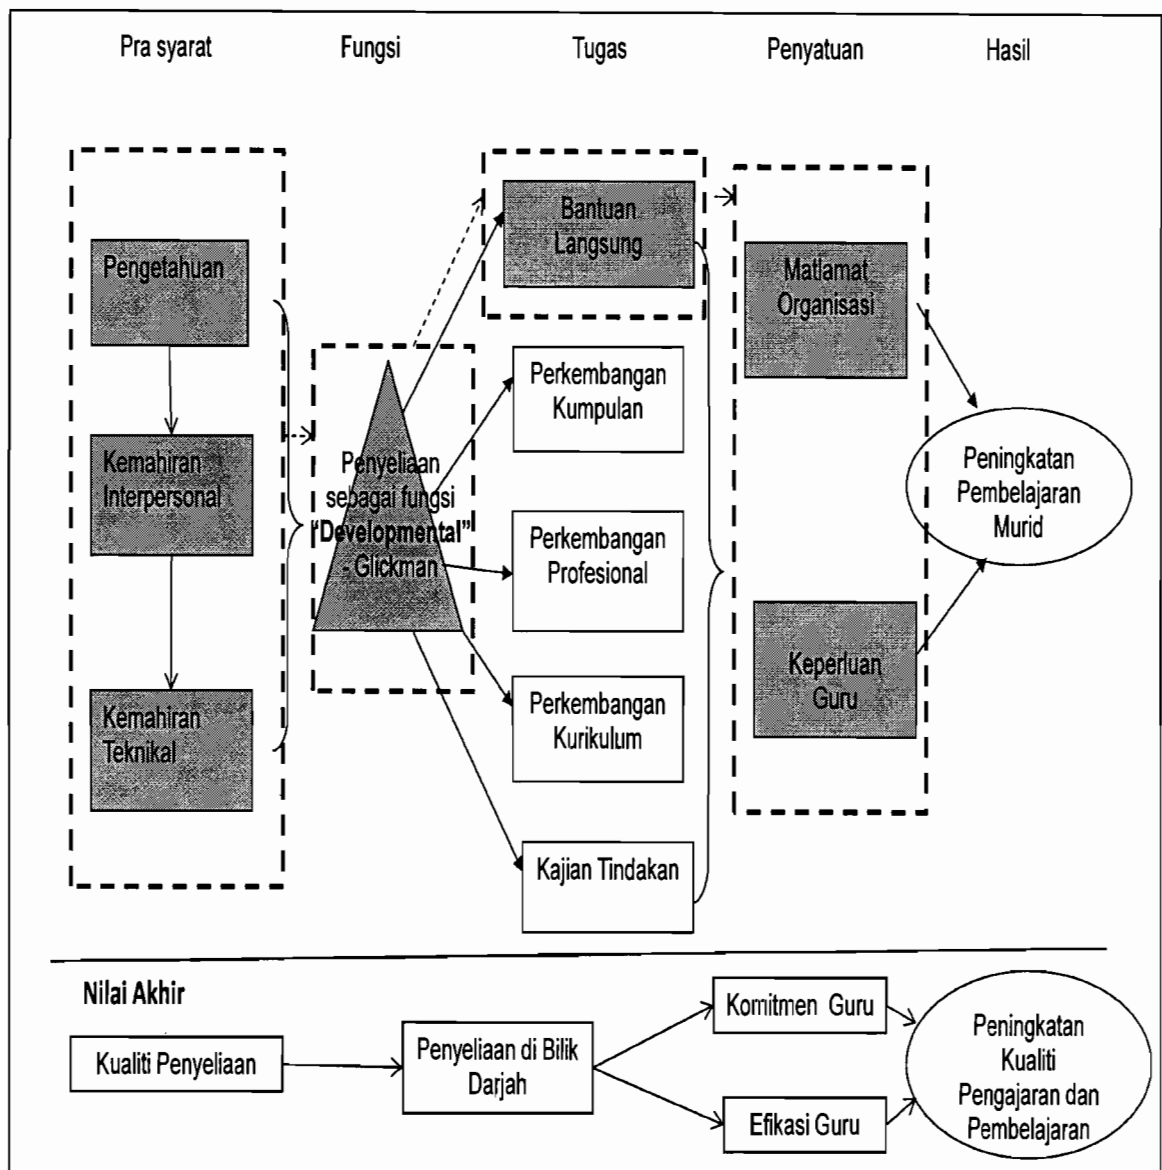 Pra syarat
Fungsi
Tugas
Penyatuan
Hasil
Pengetahuan
Kemahiran
Interpersonal
Kemahiran
Teknikal
Penyeliaan
sebagai fungsi
“Developmental”
- Glickman
Bantuan
Langsung
Perkembangan
Kumpulan
Perkembangan
Profesional
Perkembangan
Kurikulum
Kajian Tindakan
Matlamat
Organisasi
Keperluan
Guru
Peningkatan
Pembelajaran
Murid
Nilai Akhir
Kualiti Penyeliaan
Penyeliaan di Bilik
Darjah
Komitmen Guru
Efikasi Guru
Peningkatan
Kualiti
Pengajaran dan
Pembelajaran